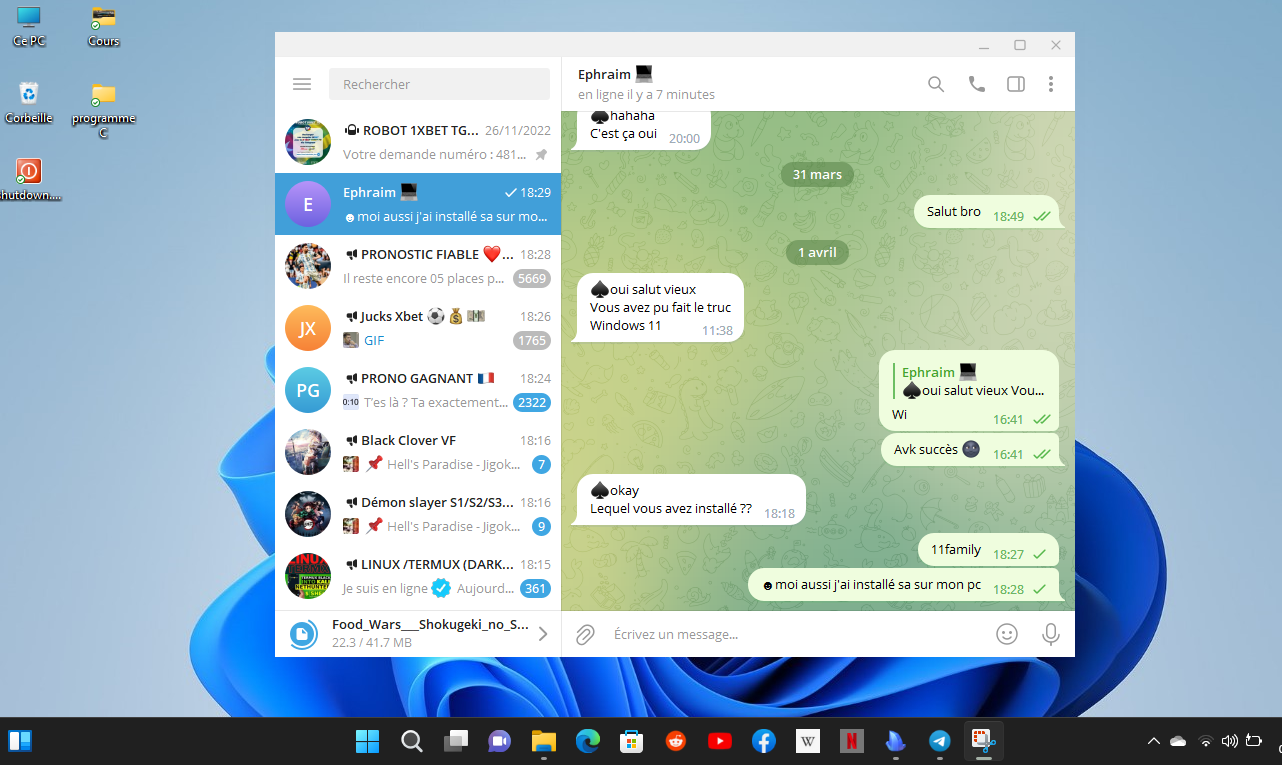 Ce PC
Cours
Corbeille
programme
C
shutdown....
Rechercher
ROBOT 1XBET TG... 26/11/2022
Votre demande numéro : 481...
E
Ephraim 💻 18:29
☻moi aussi j'ai installé sa sur mo...
PRONOSTIC FIABLE ❤️... 18:28
Il reste encore 05 places p... 5669
JX
Jucks Xbet ⚽💰💵 18:26
GIF 1765
PG
PRONO GAGNANT 🇫🇷 18:24
0:10 T'es là ? Ta exactement... 2322
Black Clover VF 18:16
📌 Hell's Paradise - Jigok... 7
Démon slayer S1/S2/S3... 18:16
📌 Hell's Paradise - Jigok... 9
LINUX /TERMUX (DARK... 18:15
Je suis en ligne Aujourd... 361
Food_Wars___Shokugeki_no_S...
22,3 / 41.7 MB
Ephraim 💻
en ligne il y a 7 minutes
♠hahaha
C'est ça oui 20:00
31 mars
Salut bro 18:49
1 avril
♠oui salut vieux
Vous avez pu fait le truc
Windows 11 11:38
Ephraim 💻
♠oui salut vieux Vou...
Wi 16:41
Avk succès 🌚 16:41
♠okay
Lequel vous avez installé ?? 18:18
11family 18:27
☻moi aussi j'ai installé sa sur mon pc 18:28
Écrivez un message...
W
N